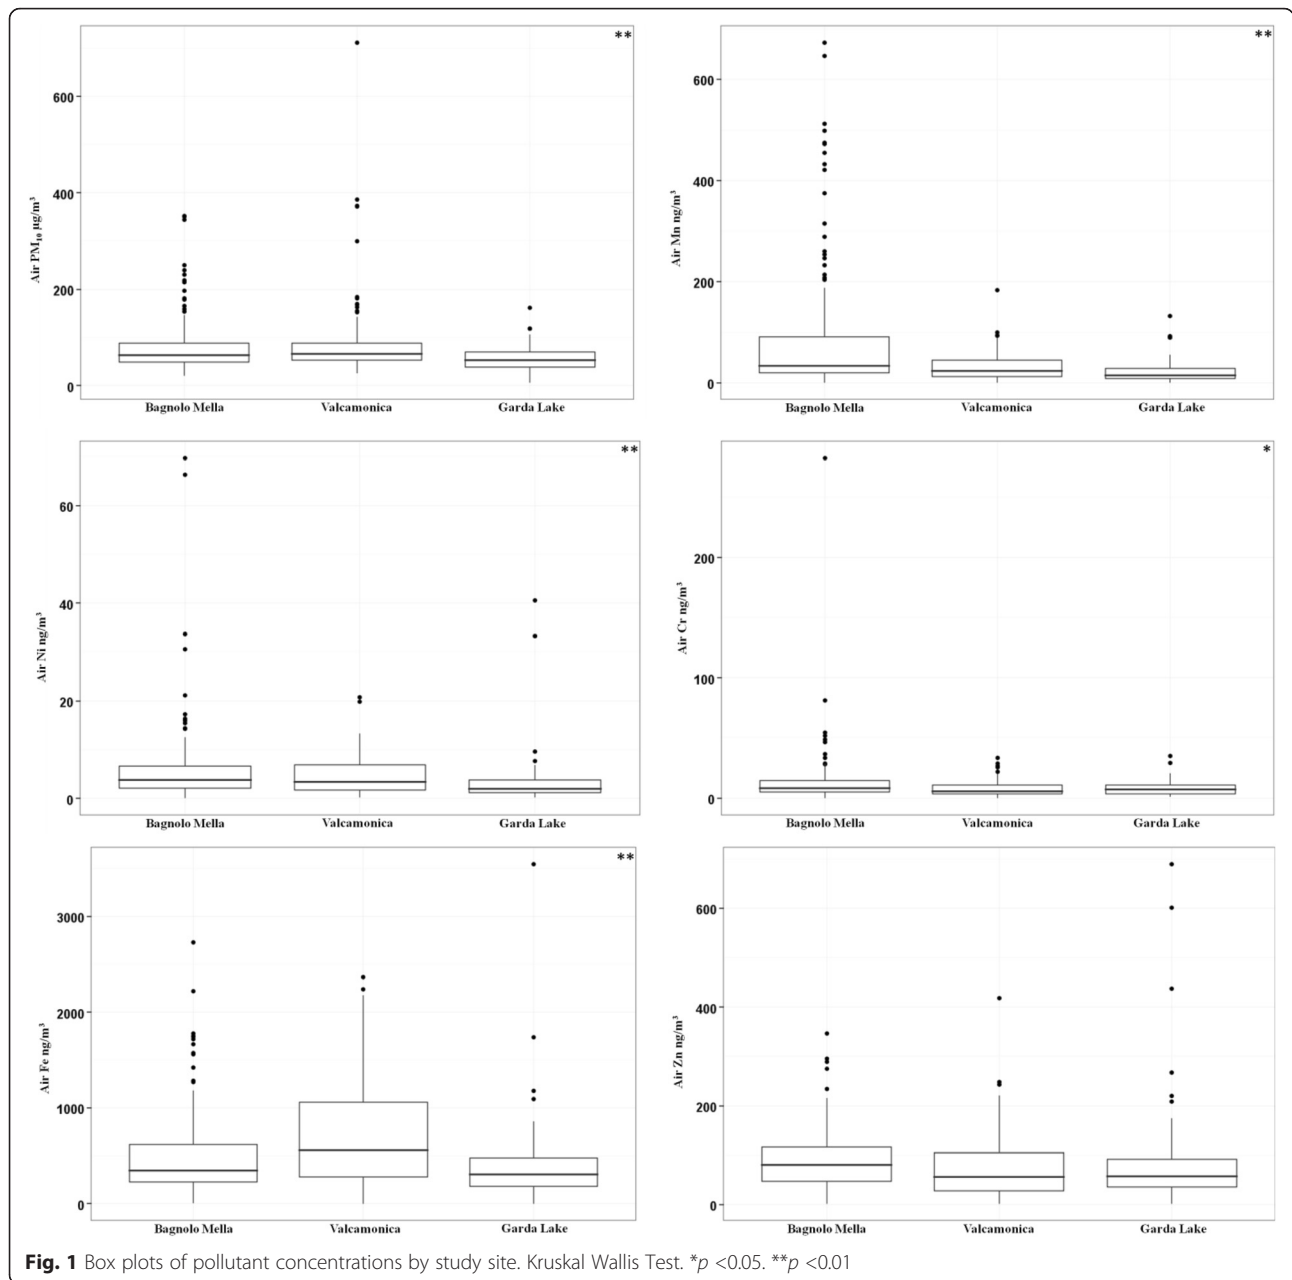 **
Air PM₁₀ µg/m³
600
400
200
0
Bagnolo Mella Valcamonica Garda Lake
**
Air Mn ng/m³
600
400
200
0
Bagnolo Mella Valcamonica Garda Lake
**
Air Ni ng/m³
60
40
20
0
Bagnolo Mella Valcamonica Garda Lake
*
Air Cr ng/m³
200
100
0
Bagnolo Mella Valcamonica Garda Lake
**
Air Fe ng/m³
3000
2000
1000
0
Bagnolo Mella Valcamonica Garda Lake
Air Zn ng/m³
600
400
200
0
Bagnolo Mella Valcamonica Garda Lake
Fig. 1 Box plots of pollutant concentrations by study site. Kruskal Wallis Test. *p <0.05. **p <0.01